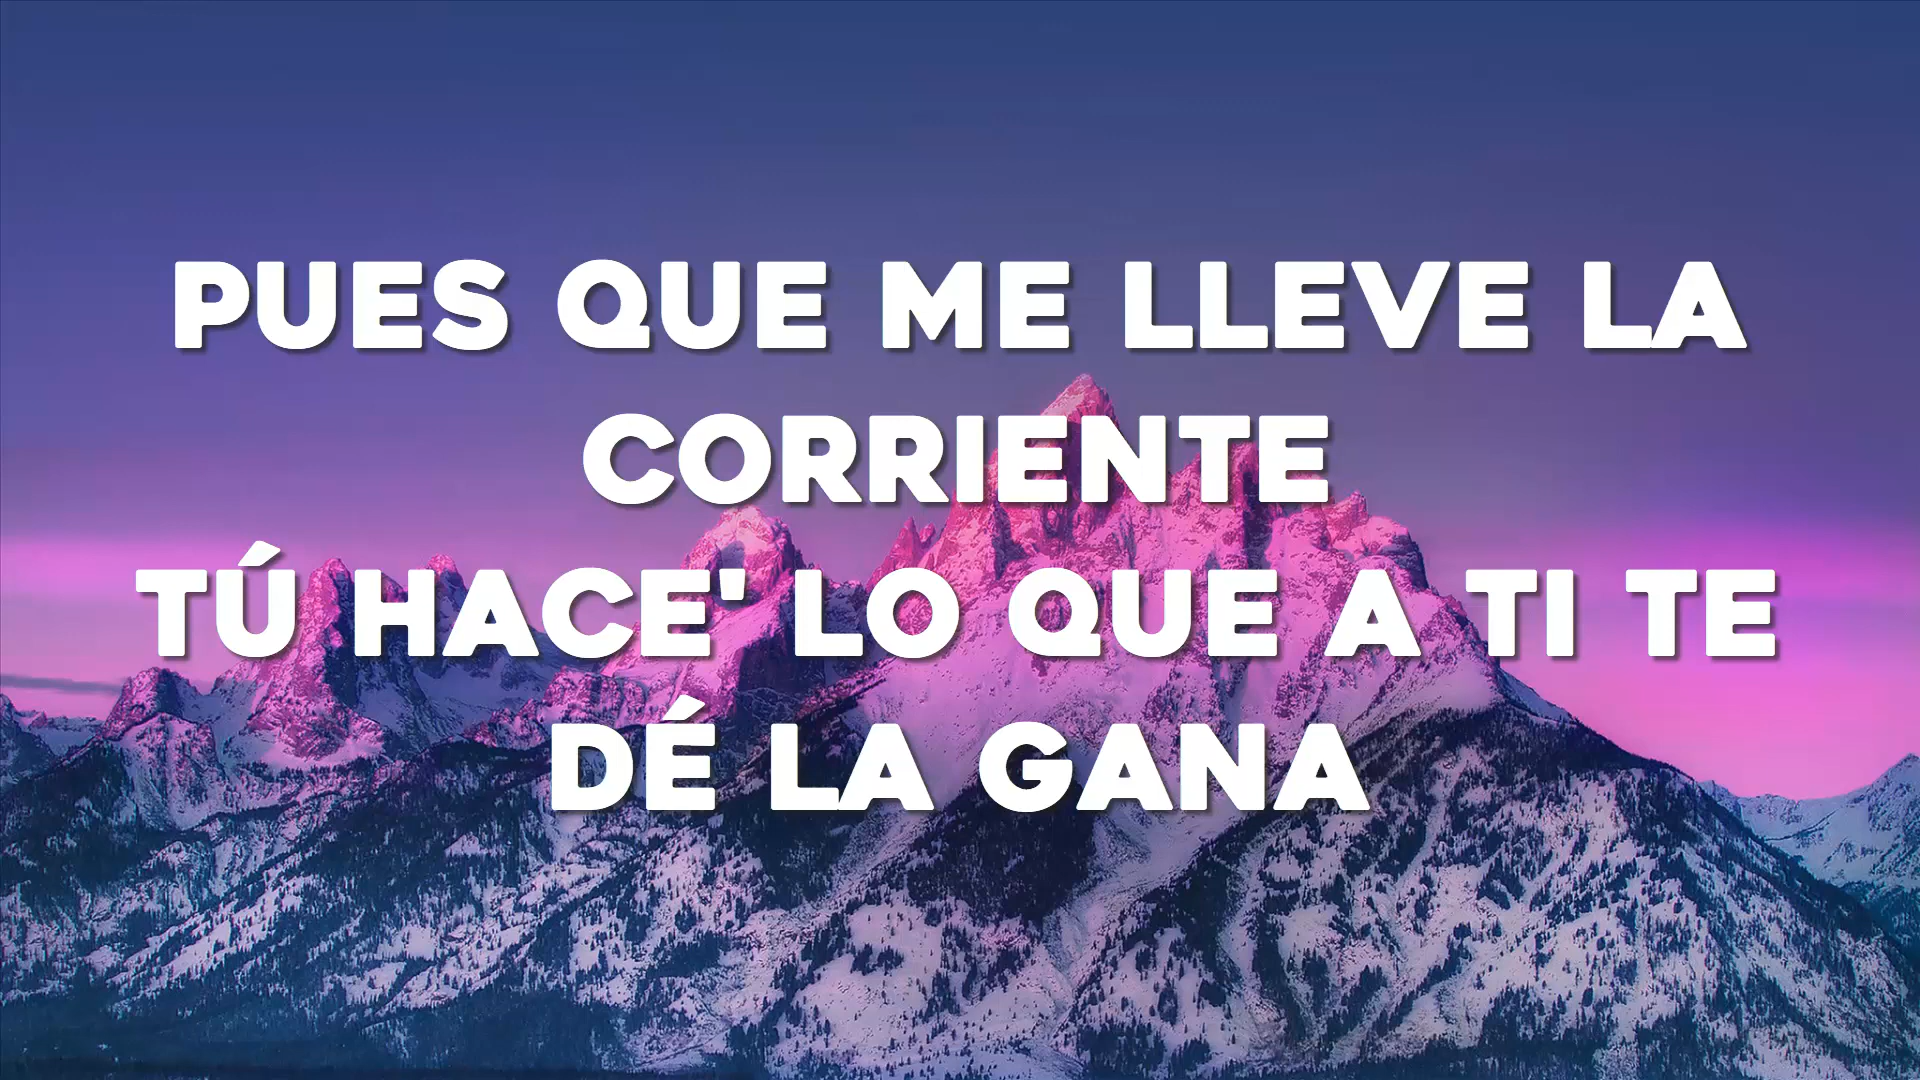 PUES QUE ME LLEVE LA
CORRIENTE
TÚ HACE' LO QUE A TI TE
DÉ LA GANA